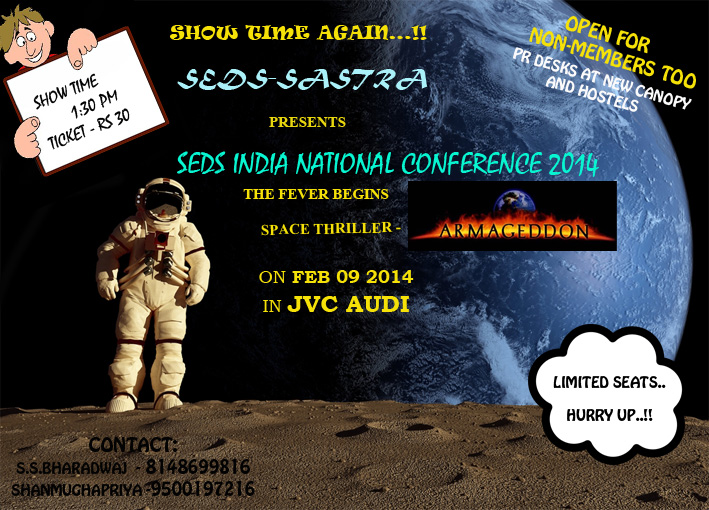 SHOW TIME AGAIN...!!
SEDS-SASTRA
PRESENTS
SEDS INDIA NATIONAL CONFERENCE 2014
THE FEVER BEGINS
SPACE THRILLER -
ARMAGEDDON
ON FEB 09 2014
IN JVC AUDI
SHOW TIME
1:30 PM
TICKET - RS 30
OPEN FOR
NON-MEMBERS TOO
PR DESKS AT NEW CANOPY
AND HOSTELS
LIMITED SEATS..
HURRY UP..!!
CONTACT:
S.S.BHARADWAJ - 8148699816
SHANMUGHAPRIYA -9500197216